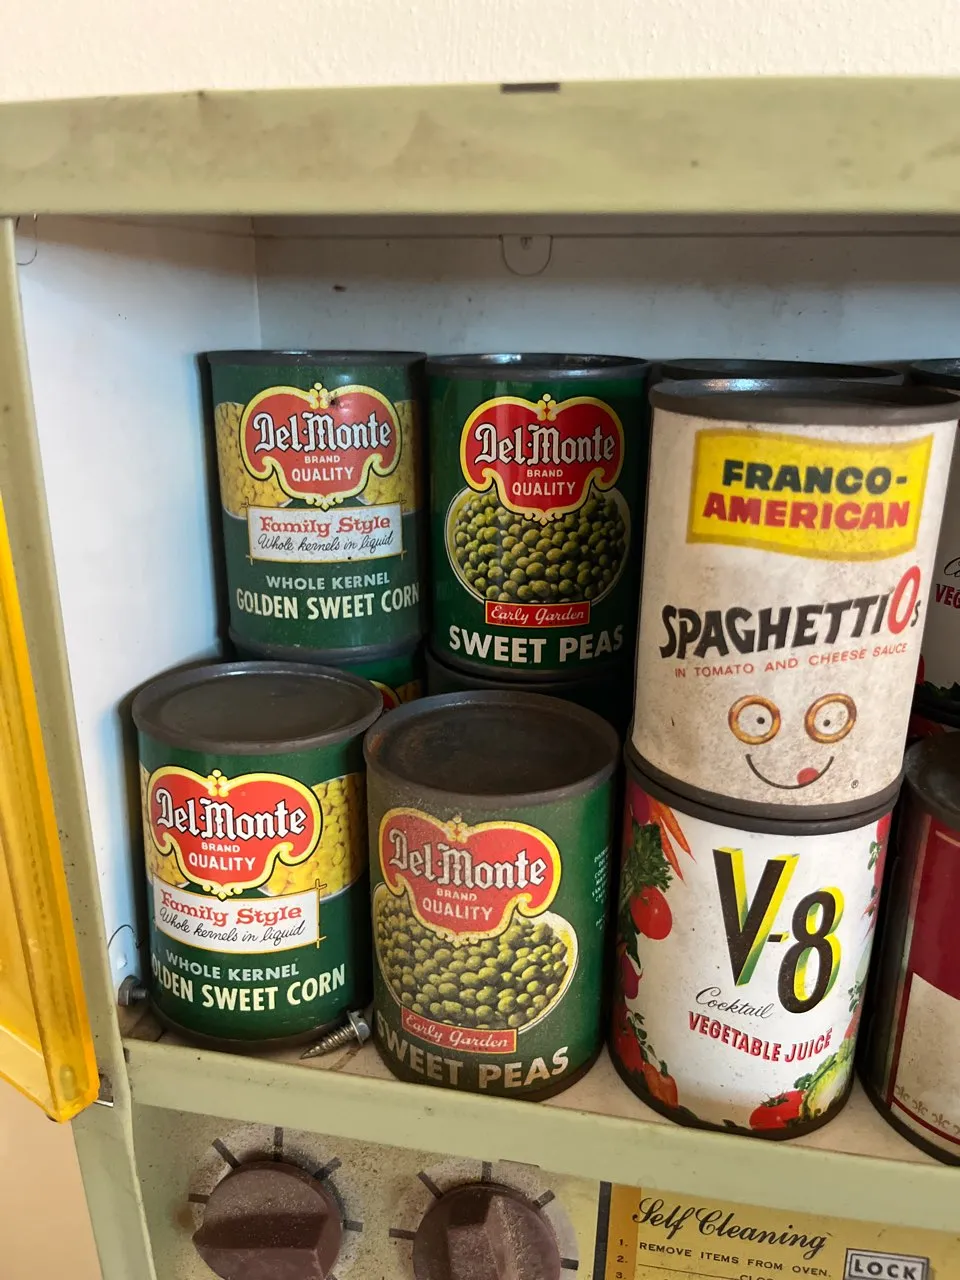 Del Monte
BRAND
QUALITY
Family Style
Whole kernels in liquid
WHOLE KERNEL
GOLDEN SWEET CORN
Del Monte
BRAND
QUALITY
Early Garden
SWEET PEAS
FRANCO-
AMERICAN
SPAGHETTIOs
IN TOMATO AND CHEESE SAUCE
®
Del Monte
BRAND
QUALITY
Family Style
Whole kernels in liquid
WHOLE KERNEL
OLDEN SWEET CORN
Del Monte
BRAND
QUALITY
Early Garden
SWEET PEAS
V-8
Cocktail
VEGETABLE JUICE
Self Cleaning
1. REMOVE ITEMS FROM OVEN.
2.
3.
LOCK